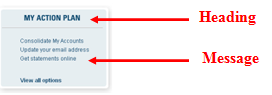 MY ACTION PLAN
Heading
Consolidate My Accounts
Update your email address
Get statements online
Message
View all options